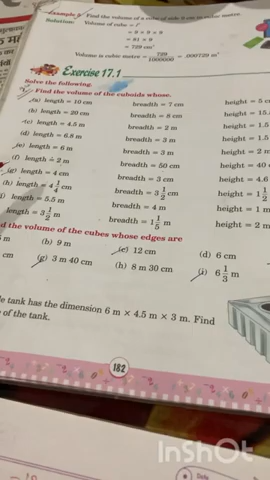 Example 5 Find the volume of a cube of side 9 cm in cubic metre.
Solution: Volume of cube = l³
= 9 × 9 × 9
= 81 × 9
= 729 cm³
Volume in cubic metre = 729/1000000 = .000729 m³
Exercise 17.1
Solve the following.
Find the volume of the cuboids whose.
(a) length = 10 cm breadth = 7 cm height = 5 c
(b) length = 20 cm breadth = 8 cm height = 15.
(c) length = 4.5 m breadth = 2 m height = 1.5
(d) length = 6.8 m breadth = 3 m height = 1.5
(e) length = 6 m breadth = 3 m height = 2 m
(f) length = 2 m breadth = 50 cm height = 40
(g) length = 4 cm breadth = 3 cm height = 4.6
(h) length = 4 1/4 cm breadth = 3 1/2 cm height = 1 1/2
length = 5.5 m breadth = 4 m height = 1 m
length = 3 1/2 m breadth = 1 1/5 m height = 2 m
d the volume of the cubes whose edges are
m (b) 9 m (c) 12 cm (d) 6 cm
cm (g) 3 m 40 cm (h) 8 m 30 cm (i) 6 1/3 m
le tank has the dimension 6 m × 4.5 m × 3 m. Find
of the tank.
182
InShOt
Date